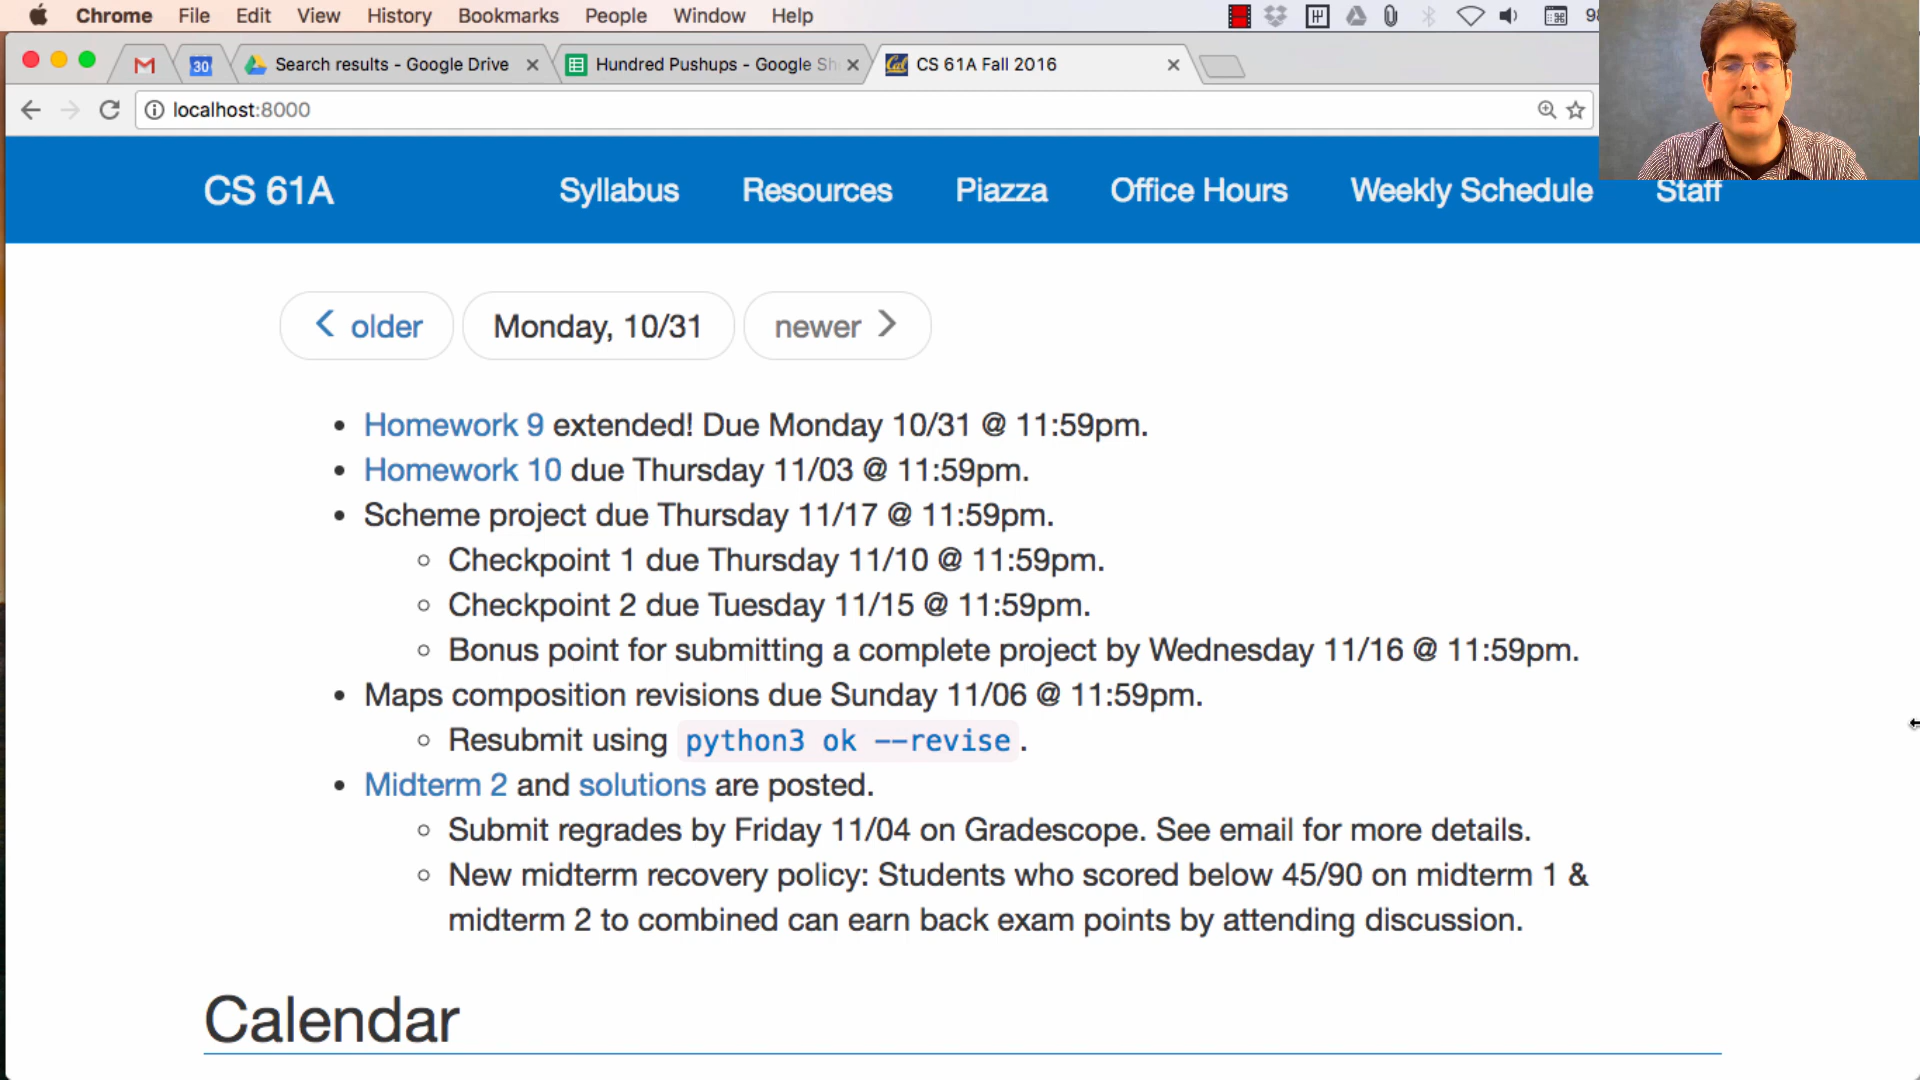 Chrome File Edit View History Bookmarks People Window Help
30 Search results - Google Drive Hundred Pushups - Google Sh CS 61A Fall 2016
localhost:8000
CS 61A Syllabus Resources Piazza Office Hours Weekly Schedule Staff
older Monday, 10/31 newer
Homework 9 extended! Due Monday 10/31 @ 11:59pm.
Homework 10 due Thursday 11/03 @ 11:59pm.
Scheme project due Thursday 11/17 @ 11:59pm.
Checkpoint 1 due Thursday 11/10 @ 11:59pm.
Checkpoint 2 due Tuesday 11/15 @ 11:59pm.
Bonus point for submitting a complete project by Wednesday 11/16 @ 11:59pm.
Maps composition revisions due Sunday 11/06 @ 11:59pm.
Resubmit using python3 ok --revise.
Midterm 2 and solutions are posted.
Submit regrades by Friday 11/04 on Gradescope. See email for more details.
New midterm recovery policy: Students who scored below 45/90 on midterm 1 &
midterm 2 to combined can earn back exam points by attending discussion.
Calendar